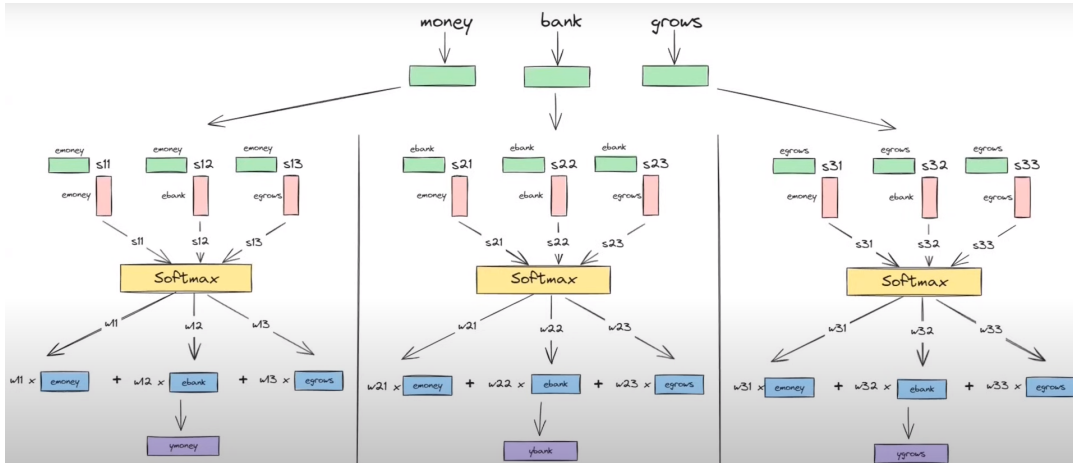 money bank grows
emoney emoney emoney ebank ebank ebank egrows egrows egrows
s11 s12 s13 s21 s22 s23 s31 s32 s33
emoney ebank egrows emoney ebank egrows emoney ebank egrows
s11 s12 s13 s21 s22 s23 s31 s32 s33
Softmax Softmax Softmax
w11 w12 w13 w21 w22 w23 w31 w32 w33
w11 x emoney + w12 x ebank + w13 x egrows w21 x emoney + w22 x ebank + w23 x egrows w31 x emoney + w32 x ebank + w33 x egrows
ymoney ybank ygrows